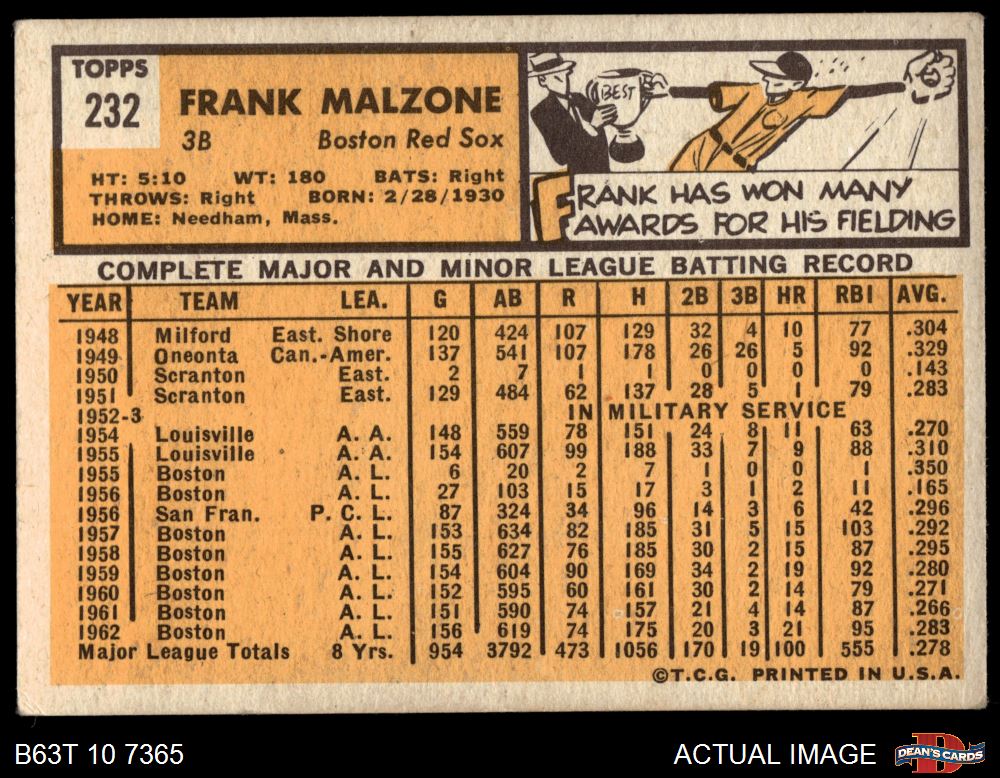 TOPPS
232
FRANK MALZONE
3B Boston Red Sox
HT: 5:10 WT: 180 BATS: Right
THROWS: Right BORN: 2/28/1930
HOME: Needham, Mass.
BEST
FRANK HAS WON MANY
AWARDS FOR HIS FIELDING
COMPLETE MAJOR AND MINOR LEAGUE BATTING RECORD
YEAR TEAM LEA. G AB R H 2B 3B HR RBI AVG.
1948 Milford East. Shore 120 424 107 129 32 4 10 77 .304
1949 Oneonta Can.-Amer. 137 541 107 178 26 26 5 92 .329
1950 Scranton East. 2 7 1 1 0 0 0 0 .143
1951 Scranton East. 129 484 62 137 28 5 1 79 .283
1952-3 IN MILITARY SERVICE
1954 Louisville A. A. 148 559 78 151 24 8 11 63 .270
1955 Louisville A. A. 154 607 99 188 33 7 9 88 .310
1955 Boston A. L. 6 20 2 7 1 0 0 1 .350
1956 Boston A. L. 27 103 15 17 3 1 2 11 .165
1956 San Fran. P. C. L. 87 324 34 96 14 3 6 42 .296
1957 Boston A. L. 153 634 82 185 31 5 15 103 .292
1958 Boston A. L. 155 627 76 185 30 2 15 87 .295
1959 Boston A. L. 154 604 90 169 34 2 19 92 .280
1960 Boston A. L. 152 595 60 161 30 2 14 79 .271
1961 Boston A. L. 151 590 74 157 21 4 14 87 .266
1962 Boston A. L. 156 619 74 175 20 3 21 95 .283
Major League Totals 8 Yrs. 954 3792 473 1056 170 19 100 555 .278
©T.C.G. PRINTED IN U.S.A.
B63T 10 7365 ACTUAL IMAGE DEAN'S CARDS